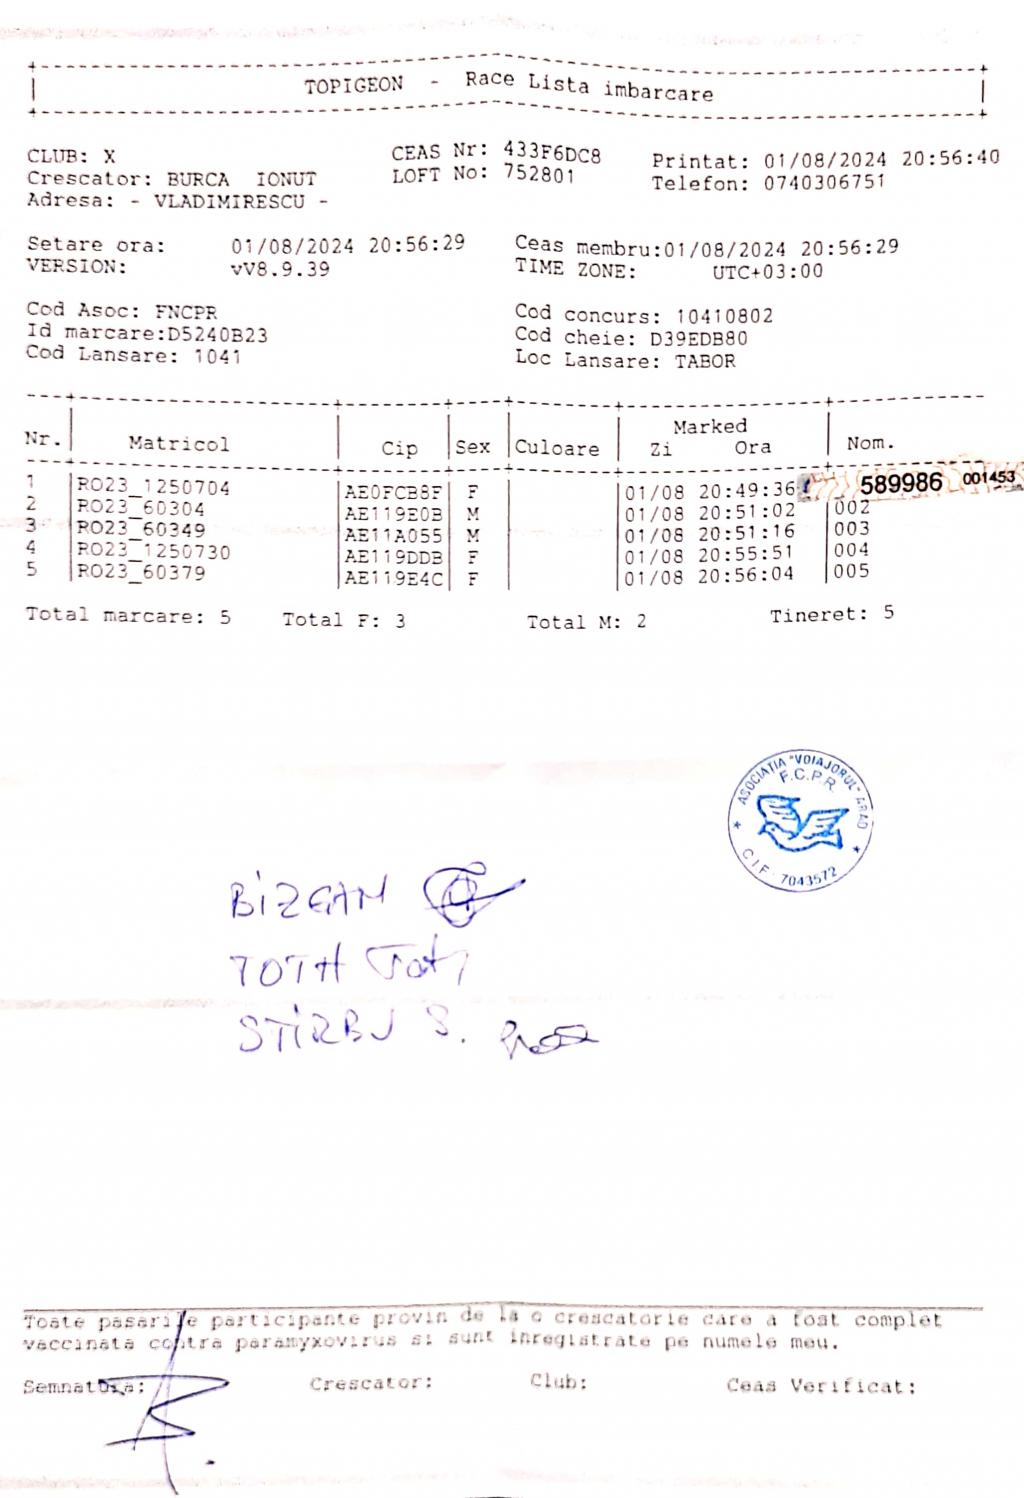 TOPIGEON - Race Lista imbarcare
CLUB: X CEAS Nr: 433F6DC8 Printat: 01/08/2024 20:56:40
Crescator: BURCA IONUT LOFT No: 752801 Telefon: 0740306751
Adresa: - VLADIMIRESCU -
Setare ora: 01/08/2024 20:56:29 Ceas membru:01/08/2024 20:56:29
VERSION: vV8.9.39 TIME ZONE: UTC+03:00
Cod Asoc: FNCPR Cod concurs: 10410802
Id marcare:D5240B23 Cod cheie: D39EDB80
Cod Lansare: 1041 Loc Lansare: TABOR
Marked
Nr. Matricol Cip Sex Culoare Zi Ora Nom.
1 RO23_1250704 AE0FCB8F F 01/08 20:49:36 589986 001453
2 RO23_60304 AE119E0B M 01/08 20:51:02 002
3 RO23_60349 AE11A055 M 01/08 20:51:16 003
4 RO23_1250730 AE119DDB F 01/08 20:55:51 004
5 RO23_60379 AE119E4C F 01/08 20:56:04 005
Total marcare: 5 Total F: 3 Total M: 2 Tineret: 5
ASOCIATIA "VOIAJORUL" ARAD
F.C.P.R.
C.I.F. 7043572
BIZGAN
TOTH Toth
STIRBU S.
Toate pasarile participante provin de la o crescatorie care a fost complet
vaccinata contra paramyxovirus si sunt inregistrate pe numele meu.
Semnatura: Crescator: Club: Ceas Verificat: